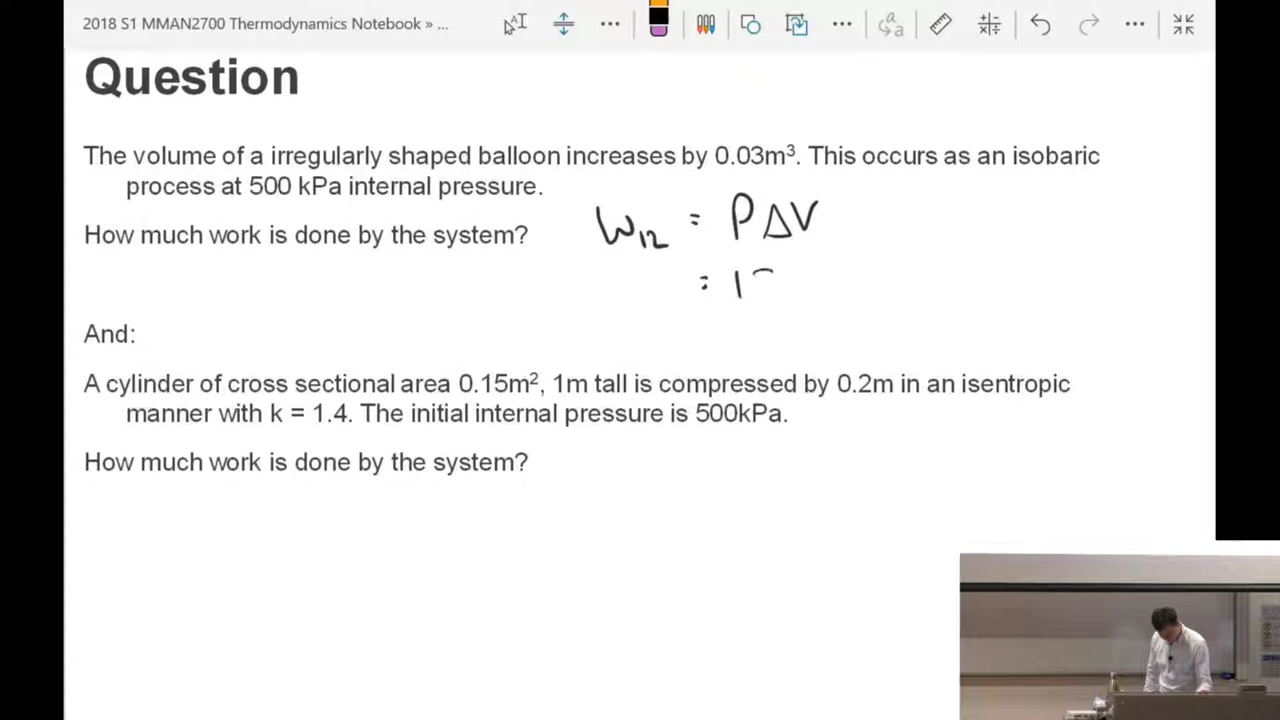 2018 S1 MMAN2700 Thermodynamics Notebook » ...
Question
The volume of a irregularly shaped balloon increases by 0.03m³. This occurs as an isobaric
process at 500 kPa internal pressure.
How much work is done by the system?
W₁₂ = PΔV
= 1
And:
A cylinder of cross sectional area 0.15m², 1m tall is compressed by 0.2m in an isentropic
manner with k = 1.4. The initial internal pressure is 500kPa.
How much work is done by the system?